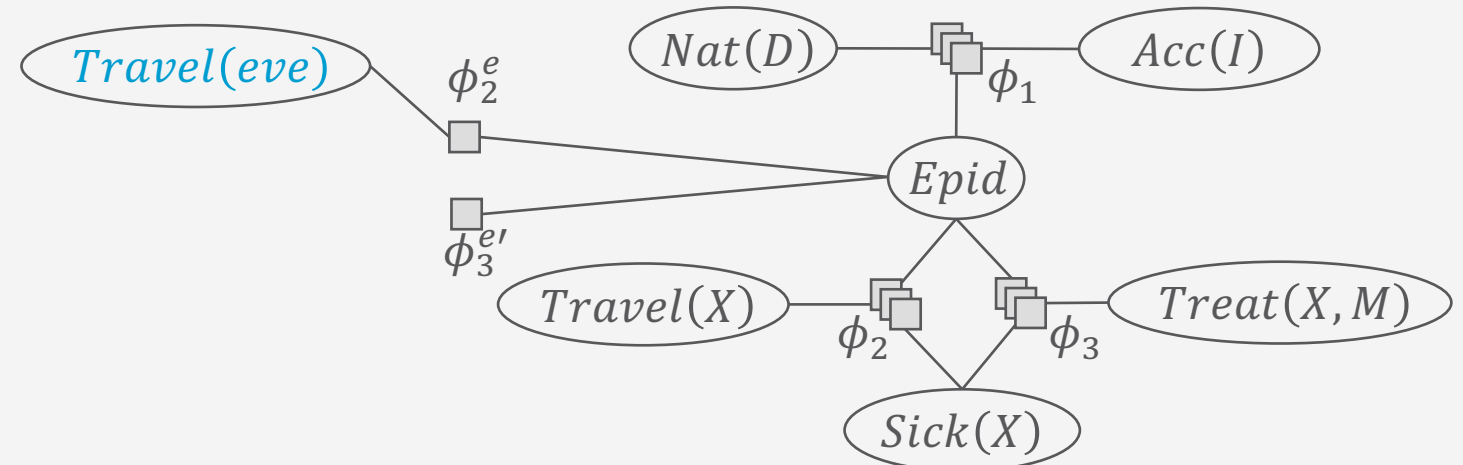 Travel(eve)
ϕ₂ᵉ
Nat(D)
Acc(I)
ϕ₁
Epid
ϕ₃ᵉ′
Travel(X)
ϕ₂
ϕ₃
Treat(X, M)
Sick(X)